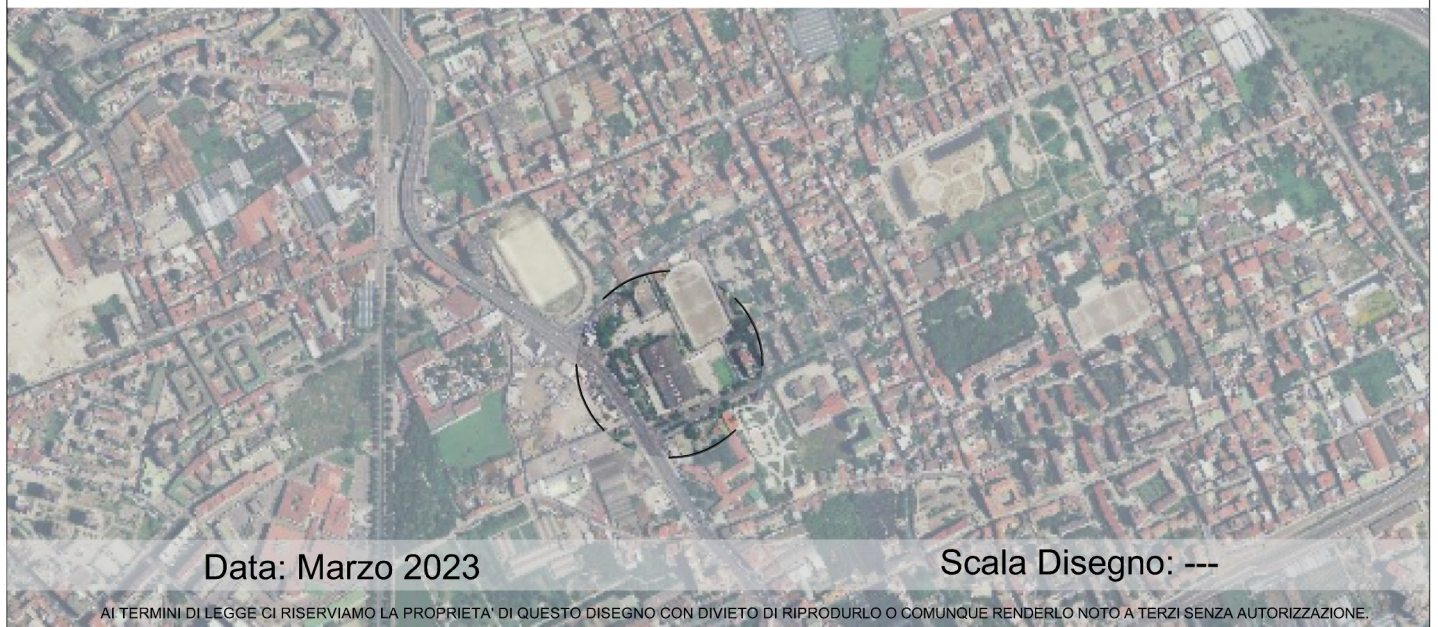 Data: Marzo 2023
Scala Disegno: ---
AI TERMINI DI LEGGE CI RISERVIAMO LA PROPRIETA' DI QUESTO DISEGNO CON DIVIETO DI RIPRODURLO O COMUNQUE RENDERLO NOTO A TERZI SENZA AUTORIZZAZIONE.